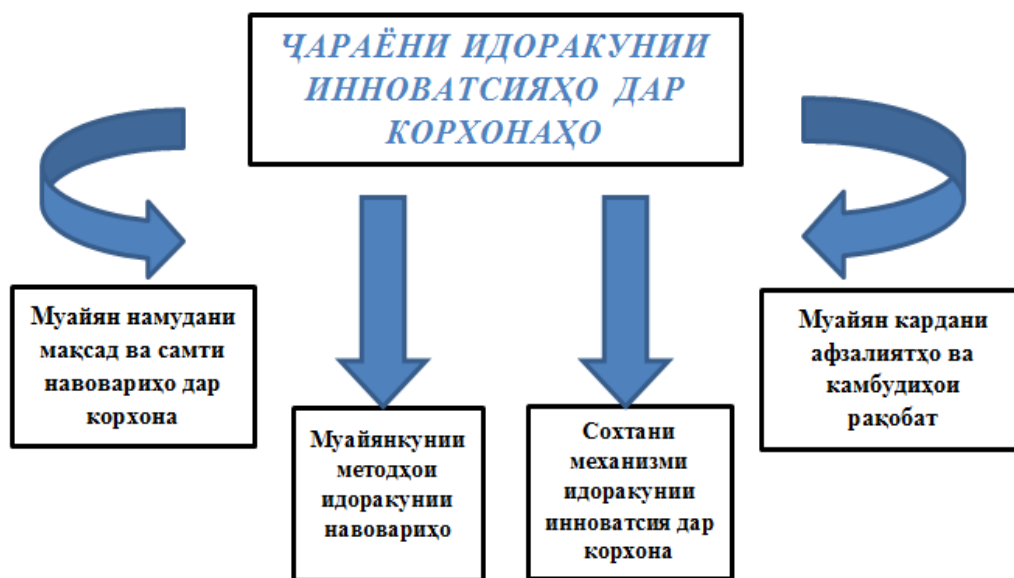 ҶАРАЁНИ ИДОРАКУНИИ
ИННОВАТСИЯҲО ДАР
КОРХОНАҲО
Муайян намудани
мақсад ва самти
навовариҳо дар
корхона
Муайянкунии
методҳои
идоракунии
навовариҳо
Сохтани
механизми
идоракунии
инноватсия дар
корхона
Муайян кардани
афзалиятҳо ва
камбудиҳои
рақобат